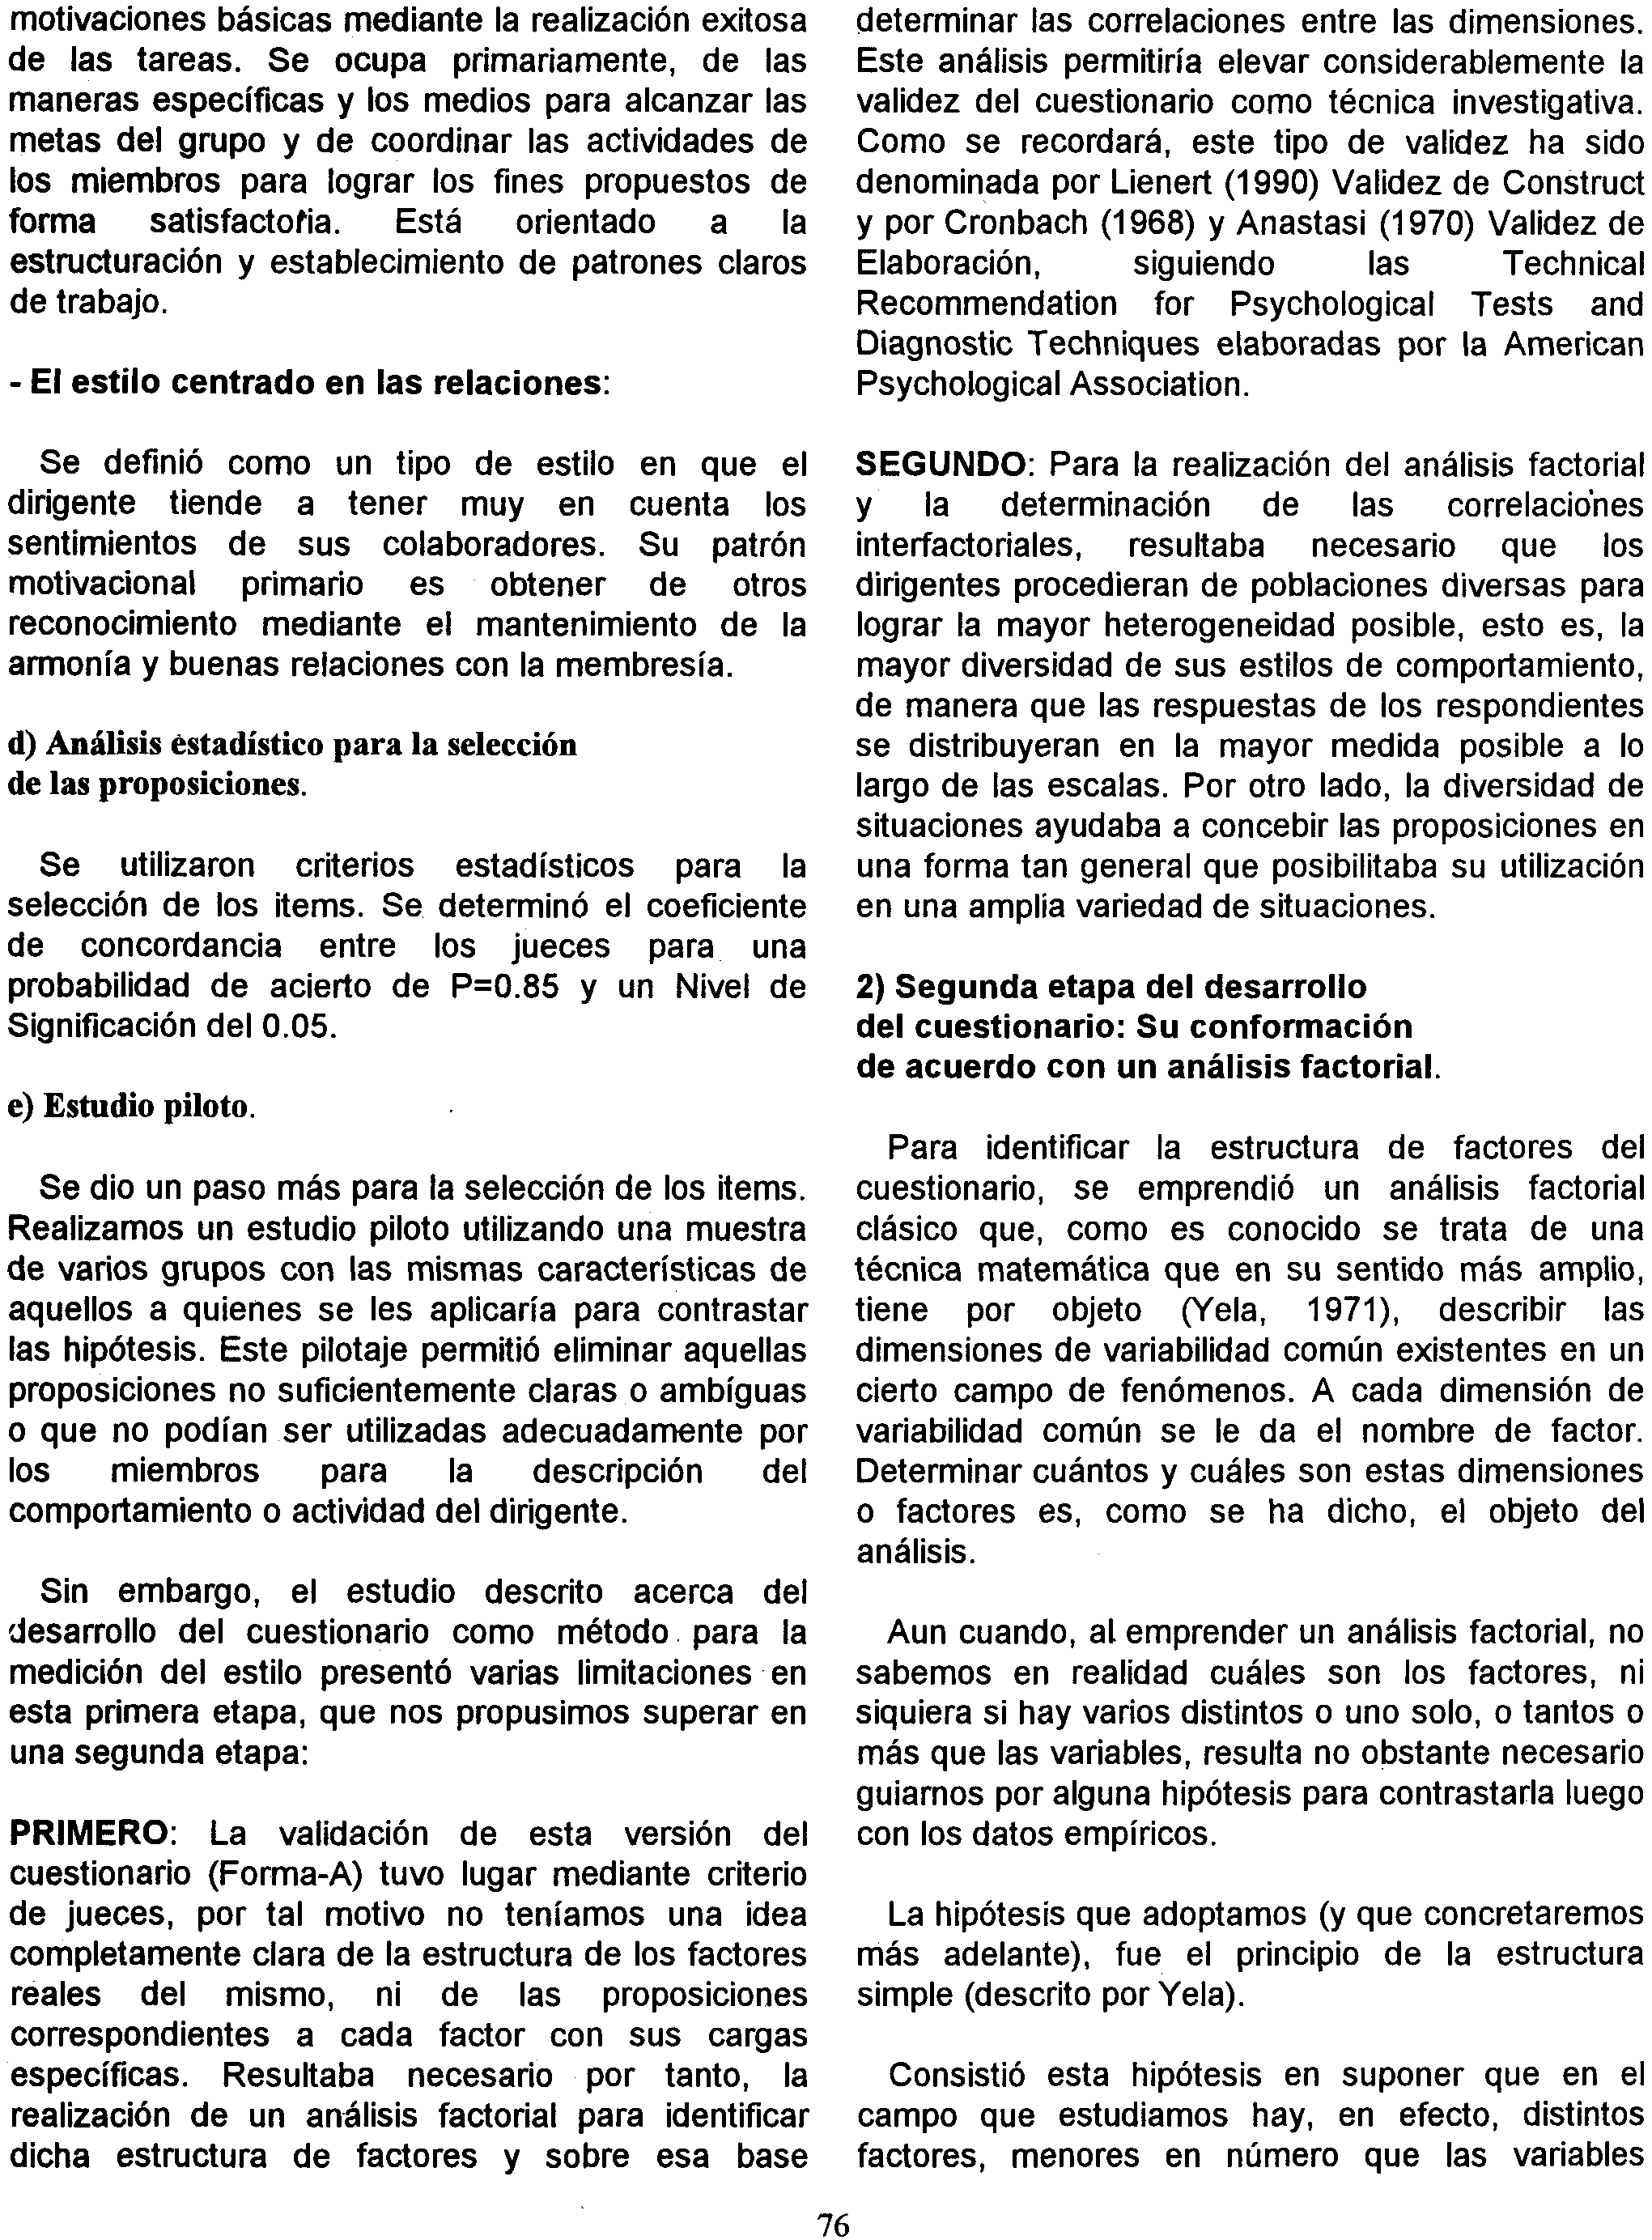 motivaciones básicas mediante la realización exitosa
de las tareas. Se ocupa primariamente, de las
maneras específicas y los medios para alcanzar las
metas del grupo y de coordinar las actividades de
los miembros para lograr los fines propuestos de
forma satisfactoria. Está orientado a la
estructuración y establecimiento de patrones claros
de trabajo.
- El estilo centrado en las relaciones:
Se definió como un tipo de estilo en que el
dirigente tiende a tener muy en cuenta los
sentimientos de sus colaboradores. Su patrón
motivacional primario es obtener de otros
reconocimiento mediante el mantenimiento de la
armonía y buenas relaciones con la membresía.
d) Análisis estadístico para la selección
de las proposiciones.
Se utilizaron criterios estadísticos para la
selección de los items. Se determinó el coeficiente
de concordancia entre los jueces para una
probabilidad de acierto de P=0.85 y un Nivel de
Significación del 0.05.
e) Estudio piloto.
Se dio un paso más para la selección de los items.
Realizamos un estudio piloto utilizando una muestra
de varios grupos con las mismas características de
aquellos a quienes se les aplicaría para contrastar
las hipótesis. Este pilotaje permitió eliminar aquellas
proposiciones no suficientemente claras o ambíguas
o que no podían ser utilizadas adecuadamente por
los miembros para la descripción del
comportamiento o actividad del dirigente.
Sin embargo, el estudio descrito acerca del
desarrollo del cuestionario como método para la
medición del estilo presentó varias limitaciones en
esta primera etapa, que nos propusimos superar en
una segunda etapa:
PRIMERO: La validación de esta versión del
cuestionario (Forma-A) tuvo lugar mediante criterio
de jueces, por tal motivo no teníamos una idea
completamente clara de la estructura de los factores
reales del mismo, ni de las proposiciones
correspondientes a cada factor con sus cargas
específicas. Resultaba necesario por tanto, la
realización de un análisis factorial para identificar
dicha estructura de factores y sobre esa base
determinar las correlaciones entre las dimensiones.
Este análisis permitiría elevar considerablemente la
validez del cuestionario como técnica investigativa.
Como se recordará, este tipo de validez ha sido
denominada por Lienert (1990) Validez de Construct
y por Cronbach (1968) y Anastasi (1970) Validez de
Elaboración, siguiendo las Technical
Recommendation for Psychological Tests and
Diagnostic Techniques elaboradas por la American
Psychological Association.
SEGUNDO: Para la realización del análisis factorial
y la determinación de las correlaciones
interfactoriales, resultaba necesario que los
dirigentes procedieran de poblaciones diversas para
lograr la mayor heterogeneidad posible, esto es, la
mayor diversidad de sus estilos de comportamiento,
de manera que las respuestas de los respondientes
se distribuyeran en la mayor medida posible a lo
largo de las escalas. Por otro lado, la diversidad de
situaciones ayudaba a concebir las proposiciones en
una forma tan general que posibilitaba su utilización
en una amplia variedad de situaciones.
2) Segunda etapa del desarrollo
del cuestionario: Su conformación
de acuerdo con un análisis factorial.
Para identificar la estructura de factores del
cuestionario, se emprendió un análisis factorial
clásico que, como es conocido se trata de una
técnica matemática que en su sentido más amplio,
tiene por objeto (Yela, 1971), describir las
dimensiones de variabilidad común existentes en un
cierto campo de fenómenos. A cada dimensión de
variabilidad común se le da el nombre de factor.
Determinar cuántos y cuáles son estas dimensiones
o factores es, como se ha dicho, el objeto del
análisis.
Aun cuando, al emprender un análisis factorial, no
sabemos en realidad cuáles son los factores, ni
siquiera si hay varios distintos o uno solo, o tantos o
más que las variables, resulta no obstante necesario
guiarnos por alguna hipótesis para contrastarla luego
con los datos empíricos.
La hipótesis que adoptamos (y que concretaremos
más adelante), fue el principio de la estructura
simple (descrito por Yela).
Consistió esta hipótesis en suponer que en el
campo que estudiamos hay, en efecto, distintos
factores, menores en número que las variables
76